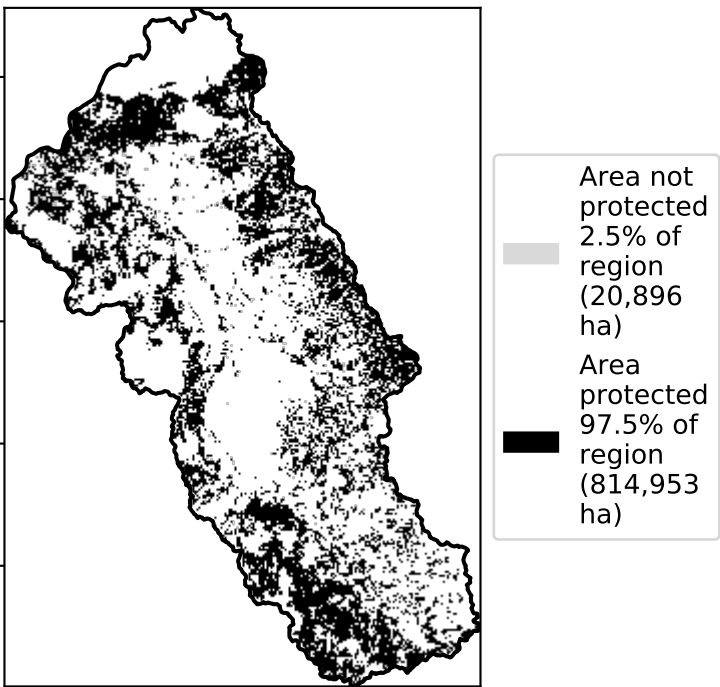 Area not
protected
2.5% of
region
(20,896
ha)
Area
protected
97.5% of
region
(814,953
ha)